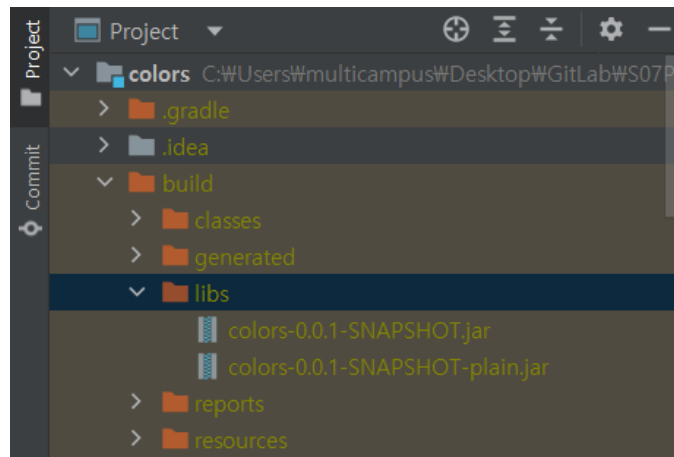 Project
Commit
Project
colors C:₩Users₩multicampus₩Desktop₩GitLab₩S07P
.gradle
.idea
build
classes
generated
libs
colors-0.0.1-SNAPSHOT.jar
colors-0.0.1-SNAPSHOT-plain.jar
reports
resources